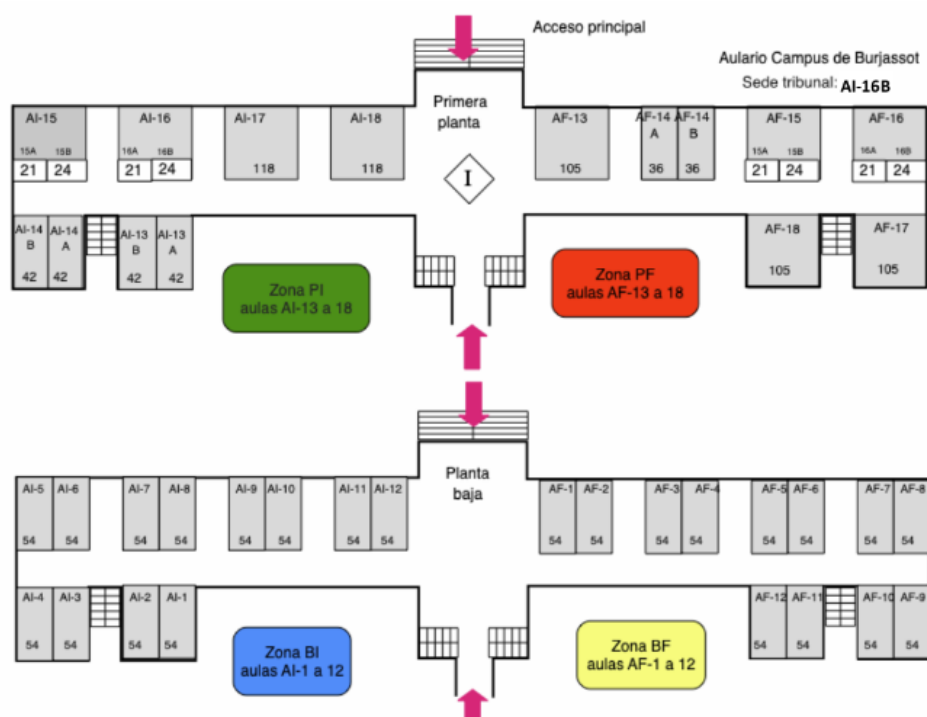 Acceso principal
Aulario Campus de Burjassot
Sede tribunal: AI-16B
Primera
planta
I
AI-15
15A 15B
21 24
AI-16
16A 16B
21 24
AI-17
118
AI-18
118
AF-13
105
AF-14
A
36
AF-14
B
36
AF-15
15A 15B
21 24
AF-16
16A 16B
21 24
AI-14
B
42
AI-14
A
42
AI-13
B
42
AI-13
A
42
AF-18
105
AF-17
105
Zona PI
aulas AI-13 a 18
Zona PF
aulas AF-13 a 18
Planta
baja
AI-5 AI-6
54 54
AI-7 AI-8
54 54
AI-9 AI-10
54 54
AI-11 AI-12
54 54
AF-1 AF-2
54 54
AF-3 AF-4
54 54
AF-5 AF-6
54 54
AF-7 AF-8
54 54
AI-4 AI-3
54 54
AI-2 AI-1
54 54
AF-12 AF-11
54 54
AF-10 AF-9
54 54
Zona BI
aulas AI-1 a 12
Zona BF
aulas AF-1 a 12